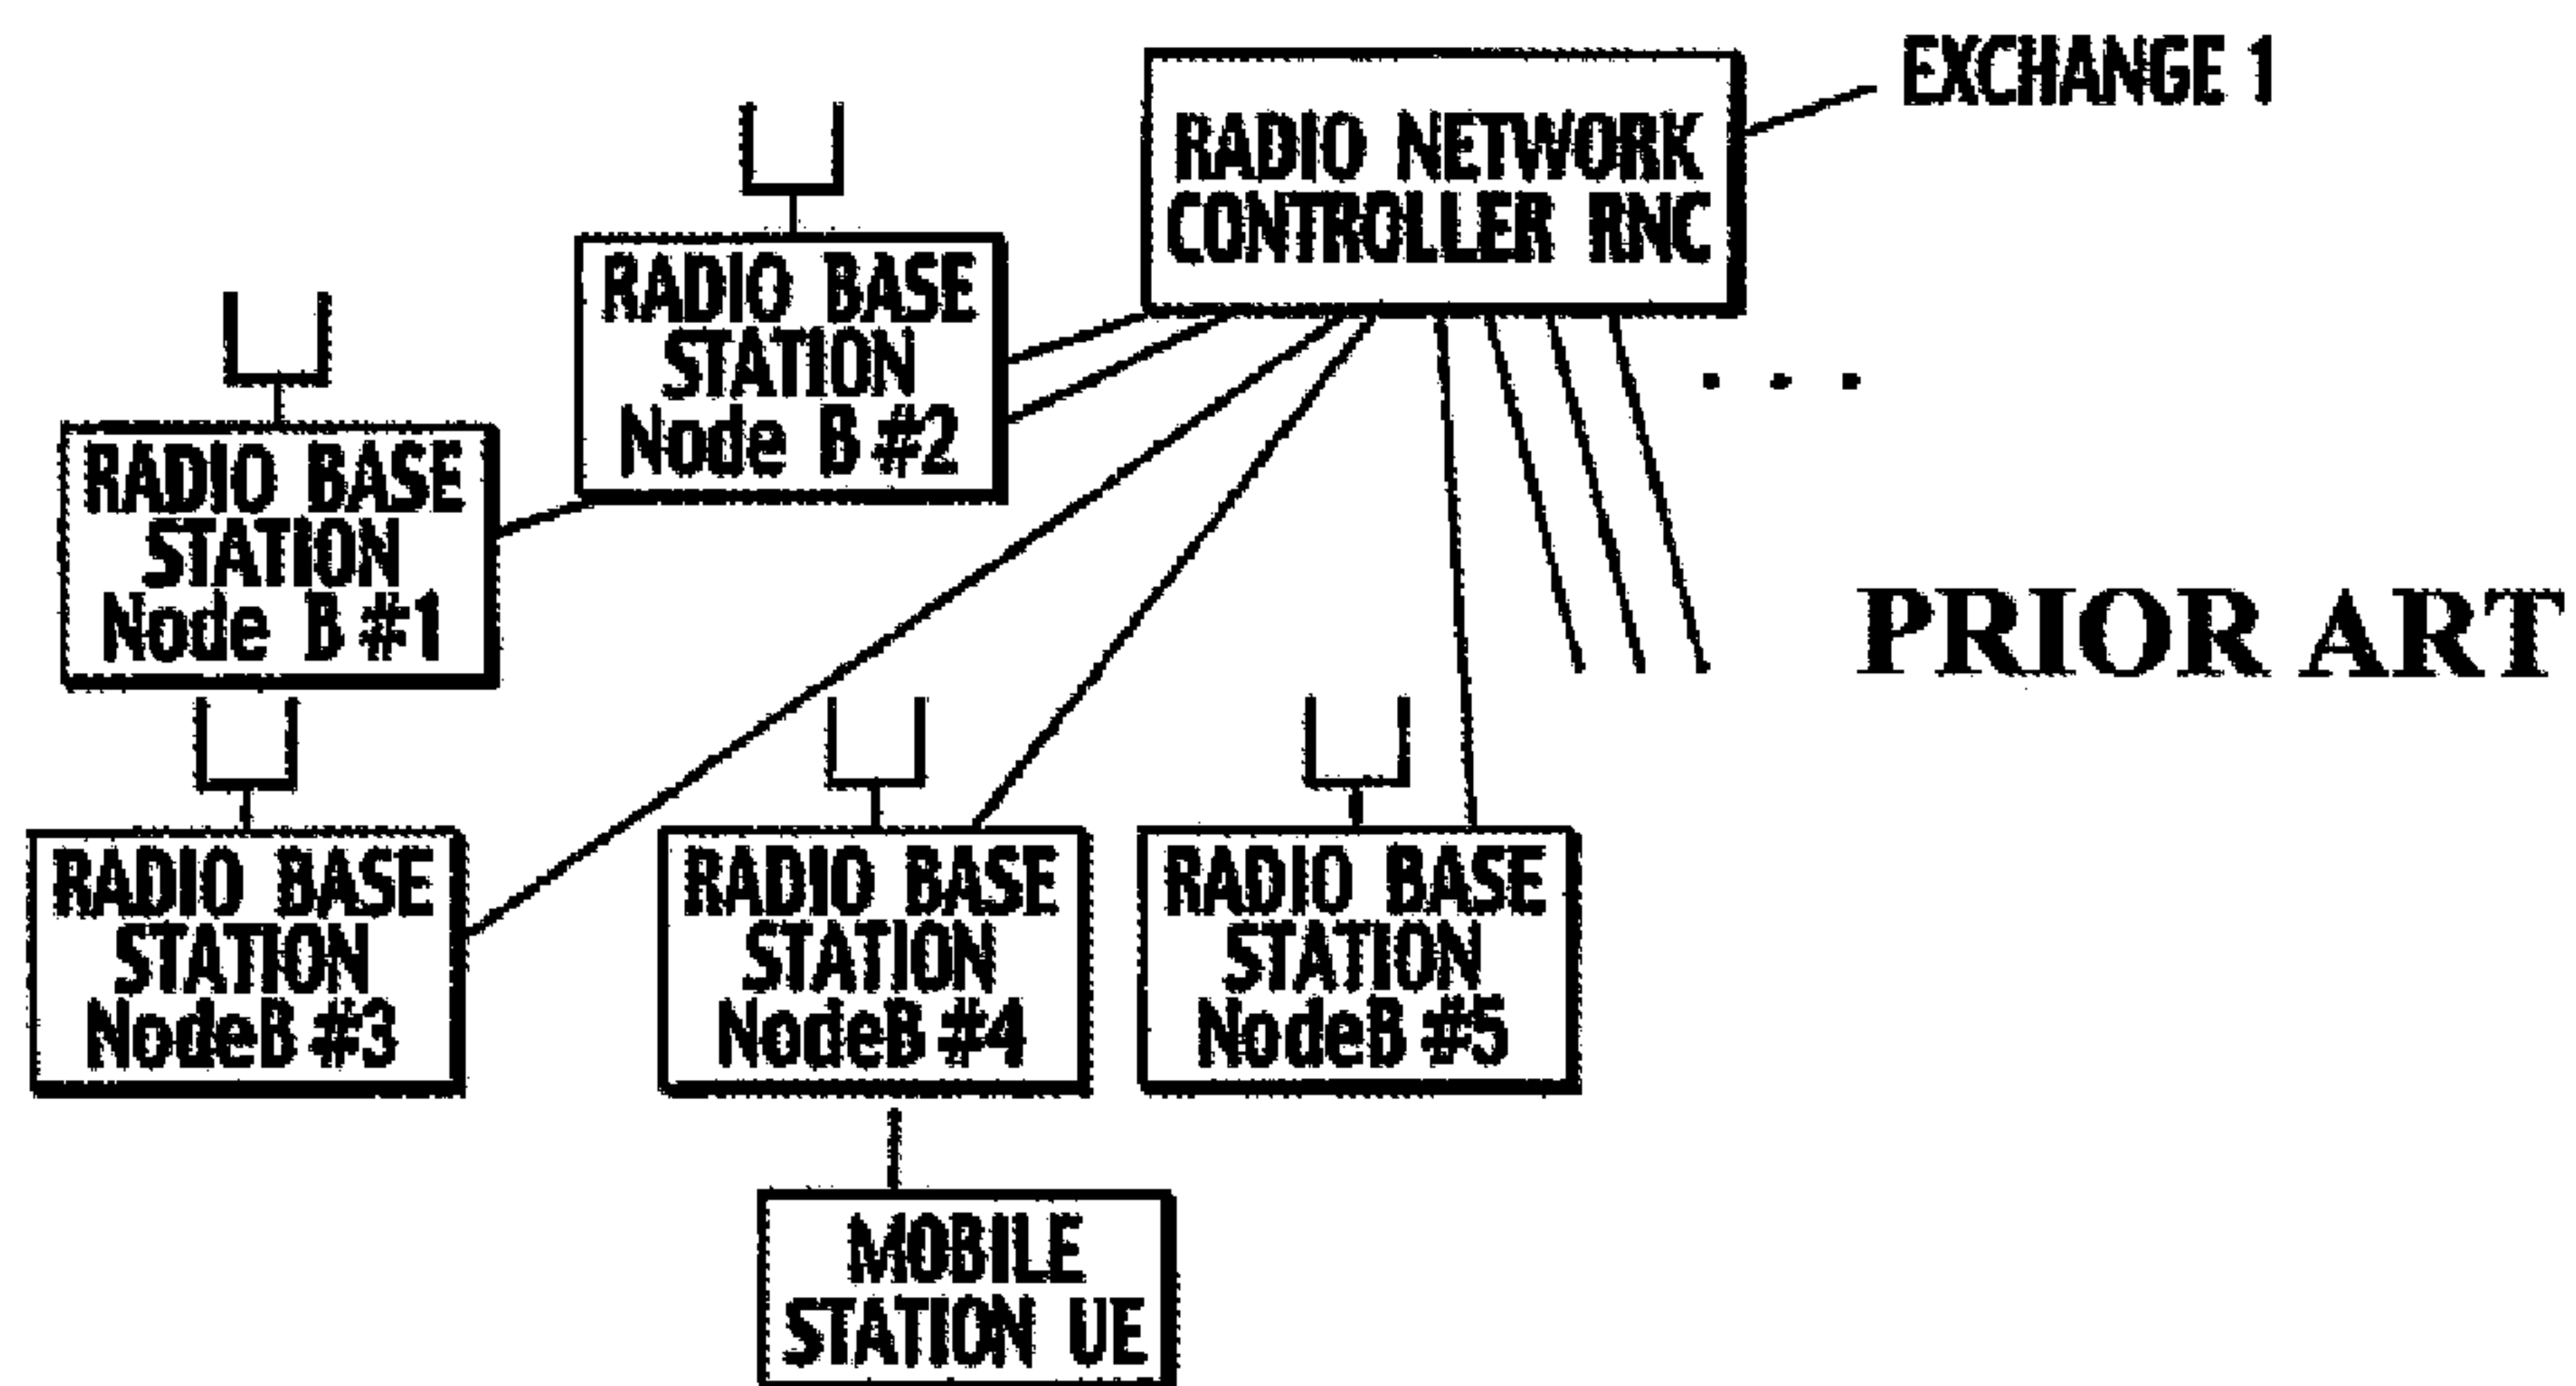 EXCHANGE 1
RADIO NETWORK
CONTROLLER RNC
RADIO BASE
STATION
Node B #2
RADIO BASE
STATION
Node B #1
. . .
PRIOR ART
RADIO BASE
STATION
NodeB #3
RADIO BASE
STATION
NodeB #4
RADIO BASE
STATION
NodeB #5
MOBILE
STATION UE